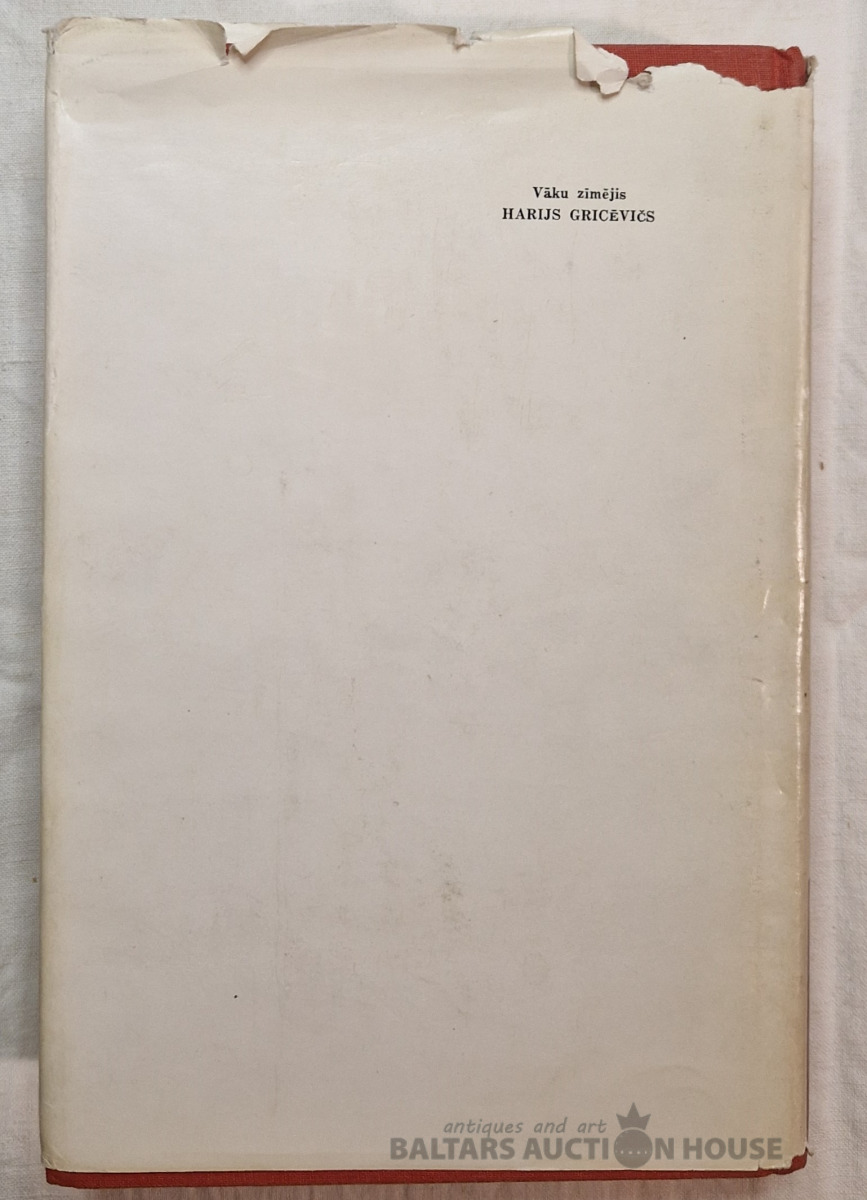 Vāku zīmējis
HARIJS GRICĒVIČS
antiques and art
BALTARS AUCTION HOUSE